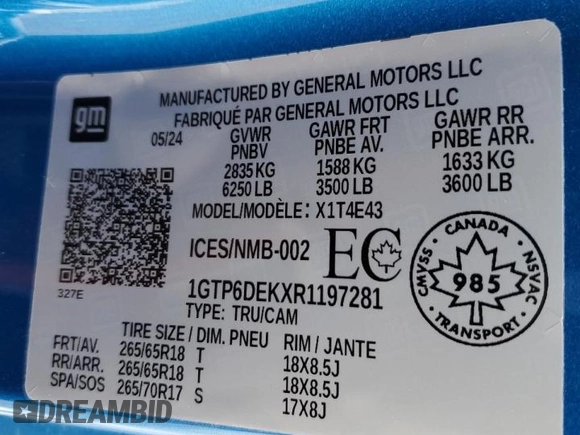 gm
MANUFACTURED BY GENERAL MOTORS LLC
FABRIQUÉ PAR GENERAL MOTORS LLC
05/24 GVWR GAWR FRT GAWR RR
PNBV PNBE AV. PNBE ARR.
2835 KG 1588 KG 1633 KG
6250 LB 3500 LB 3600 LB
MODEL/MODÈLE: X1T4E43
ICES/NMB-002 EC
327E
1GTP6DEKXR1197281
TYPE: TRU/CAM
CANADA
CMVSS 985 NSVAC
TRANSPORT
TIRE SIZE / DIM. PNEU RIM / JANTE
FRT/AV. 265/65R18 T 18X8.5J
RR/ARR. 265/65R18 T 18X8.5J
SPA/SOS 265/70R17 S 17X8J
DREAMBID